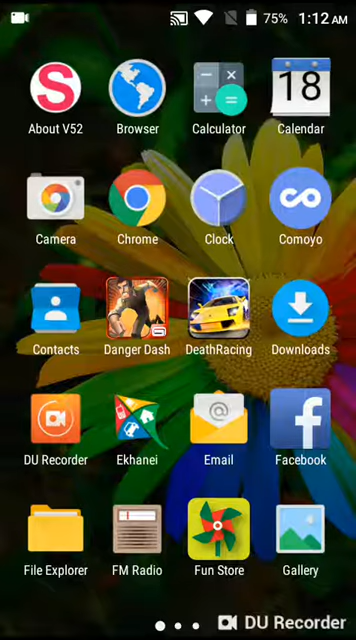 75% 1:12 AM
S
18
About V52 Browser Calculator Calendar
Camera Chrome Clock Comoyo
Contacts Danger Dash DeathRacing Downloads
@
f
DU Recorder Ekhanei Email Facebook
File Explorer FM Radio Fun Store Gallery
DU Recorder